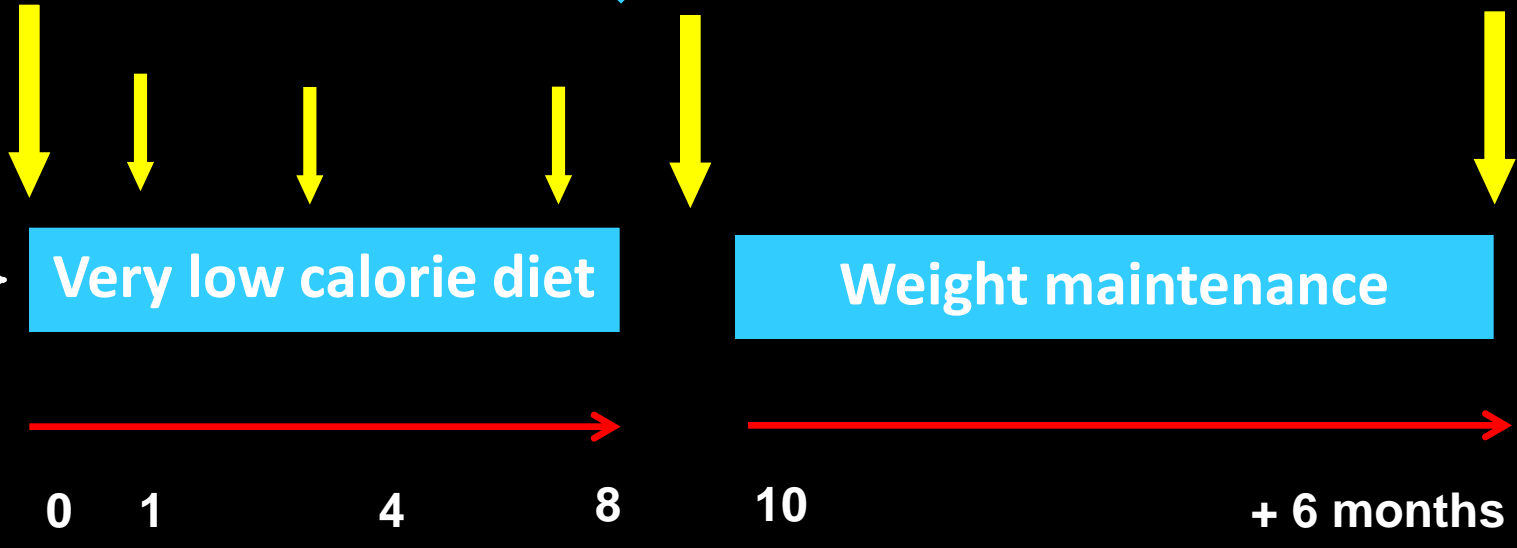 Very low calorie diet
Weight maintenance
0 1 4 8 10 + 6 months